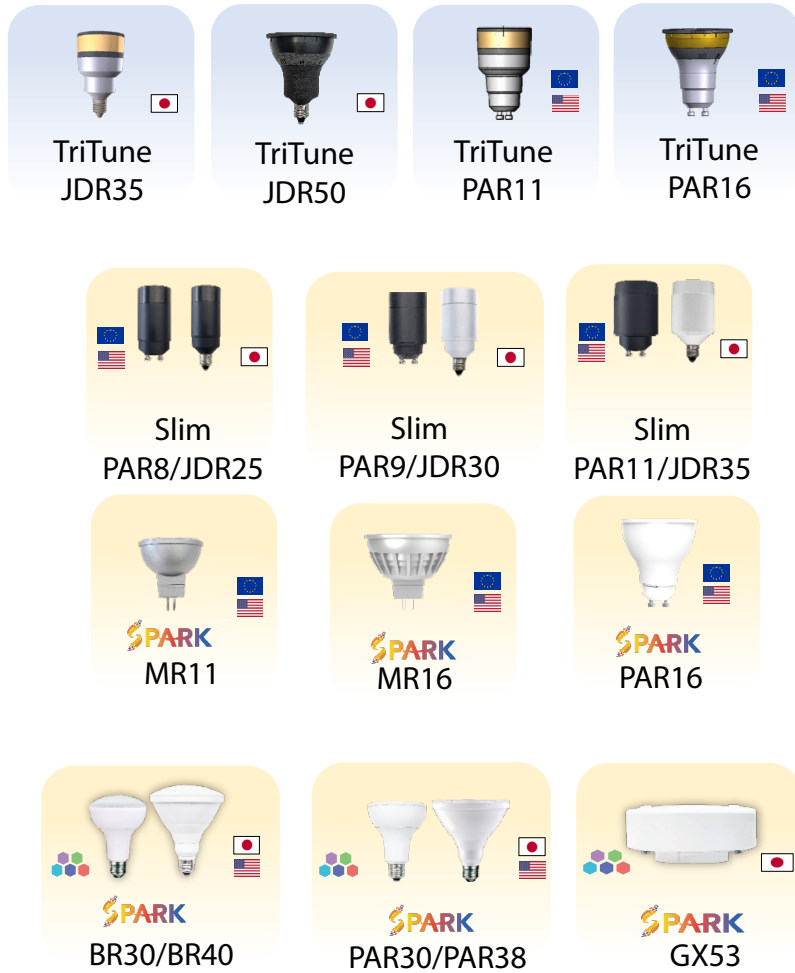 TriTune
JDR35
TriTune
JDR50
TriTune
PAR11
TriTune
PAR16
Slim
PAR8/JDR25
Slim
PAR9/JDR30
Slim
PAR11/JDR35
SPARK
MR11
SPARK
MR16
SPARK
PAR16
SPARK
BR30/BR40
SPARK
PAR30/PAR38
SPARK
GX53